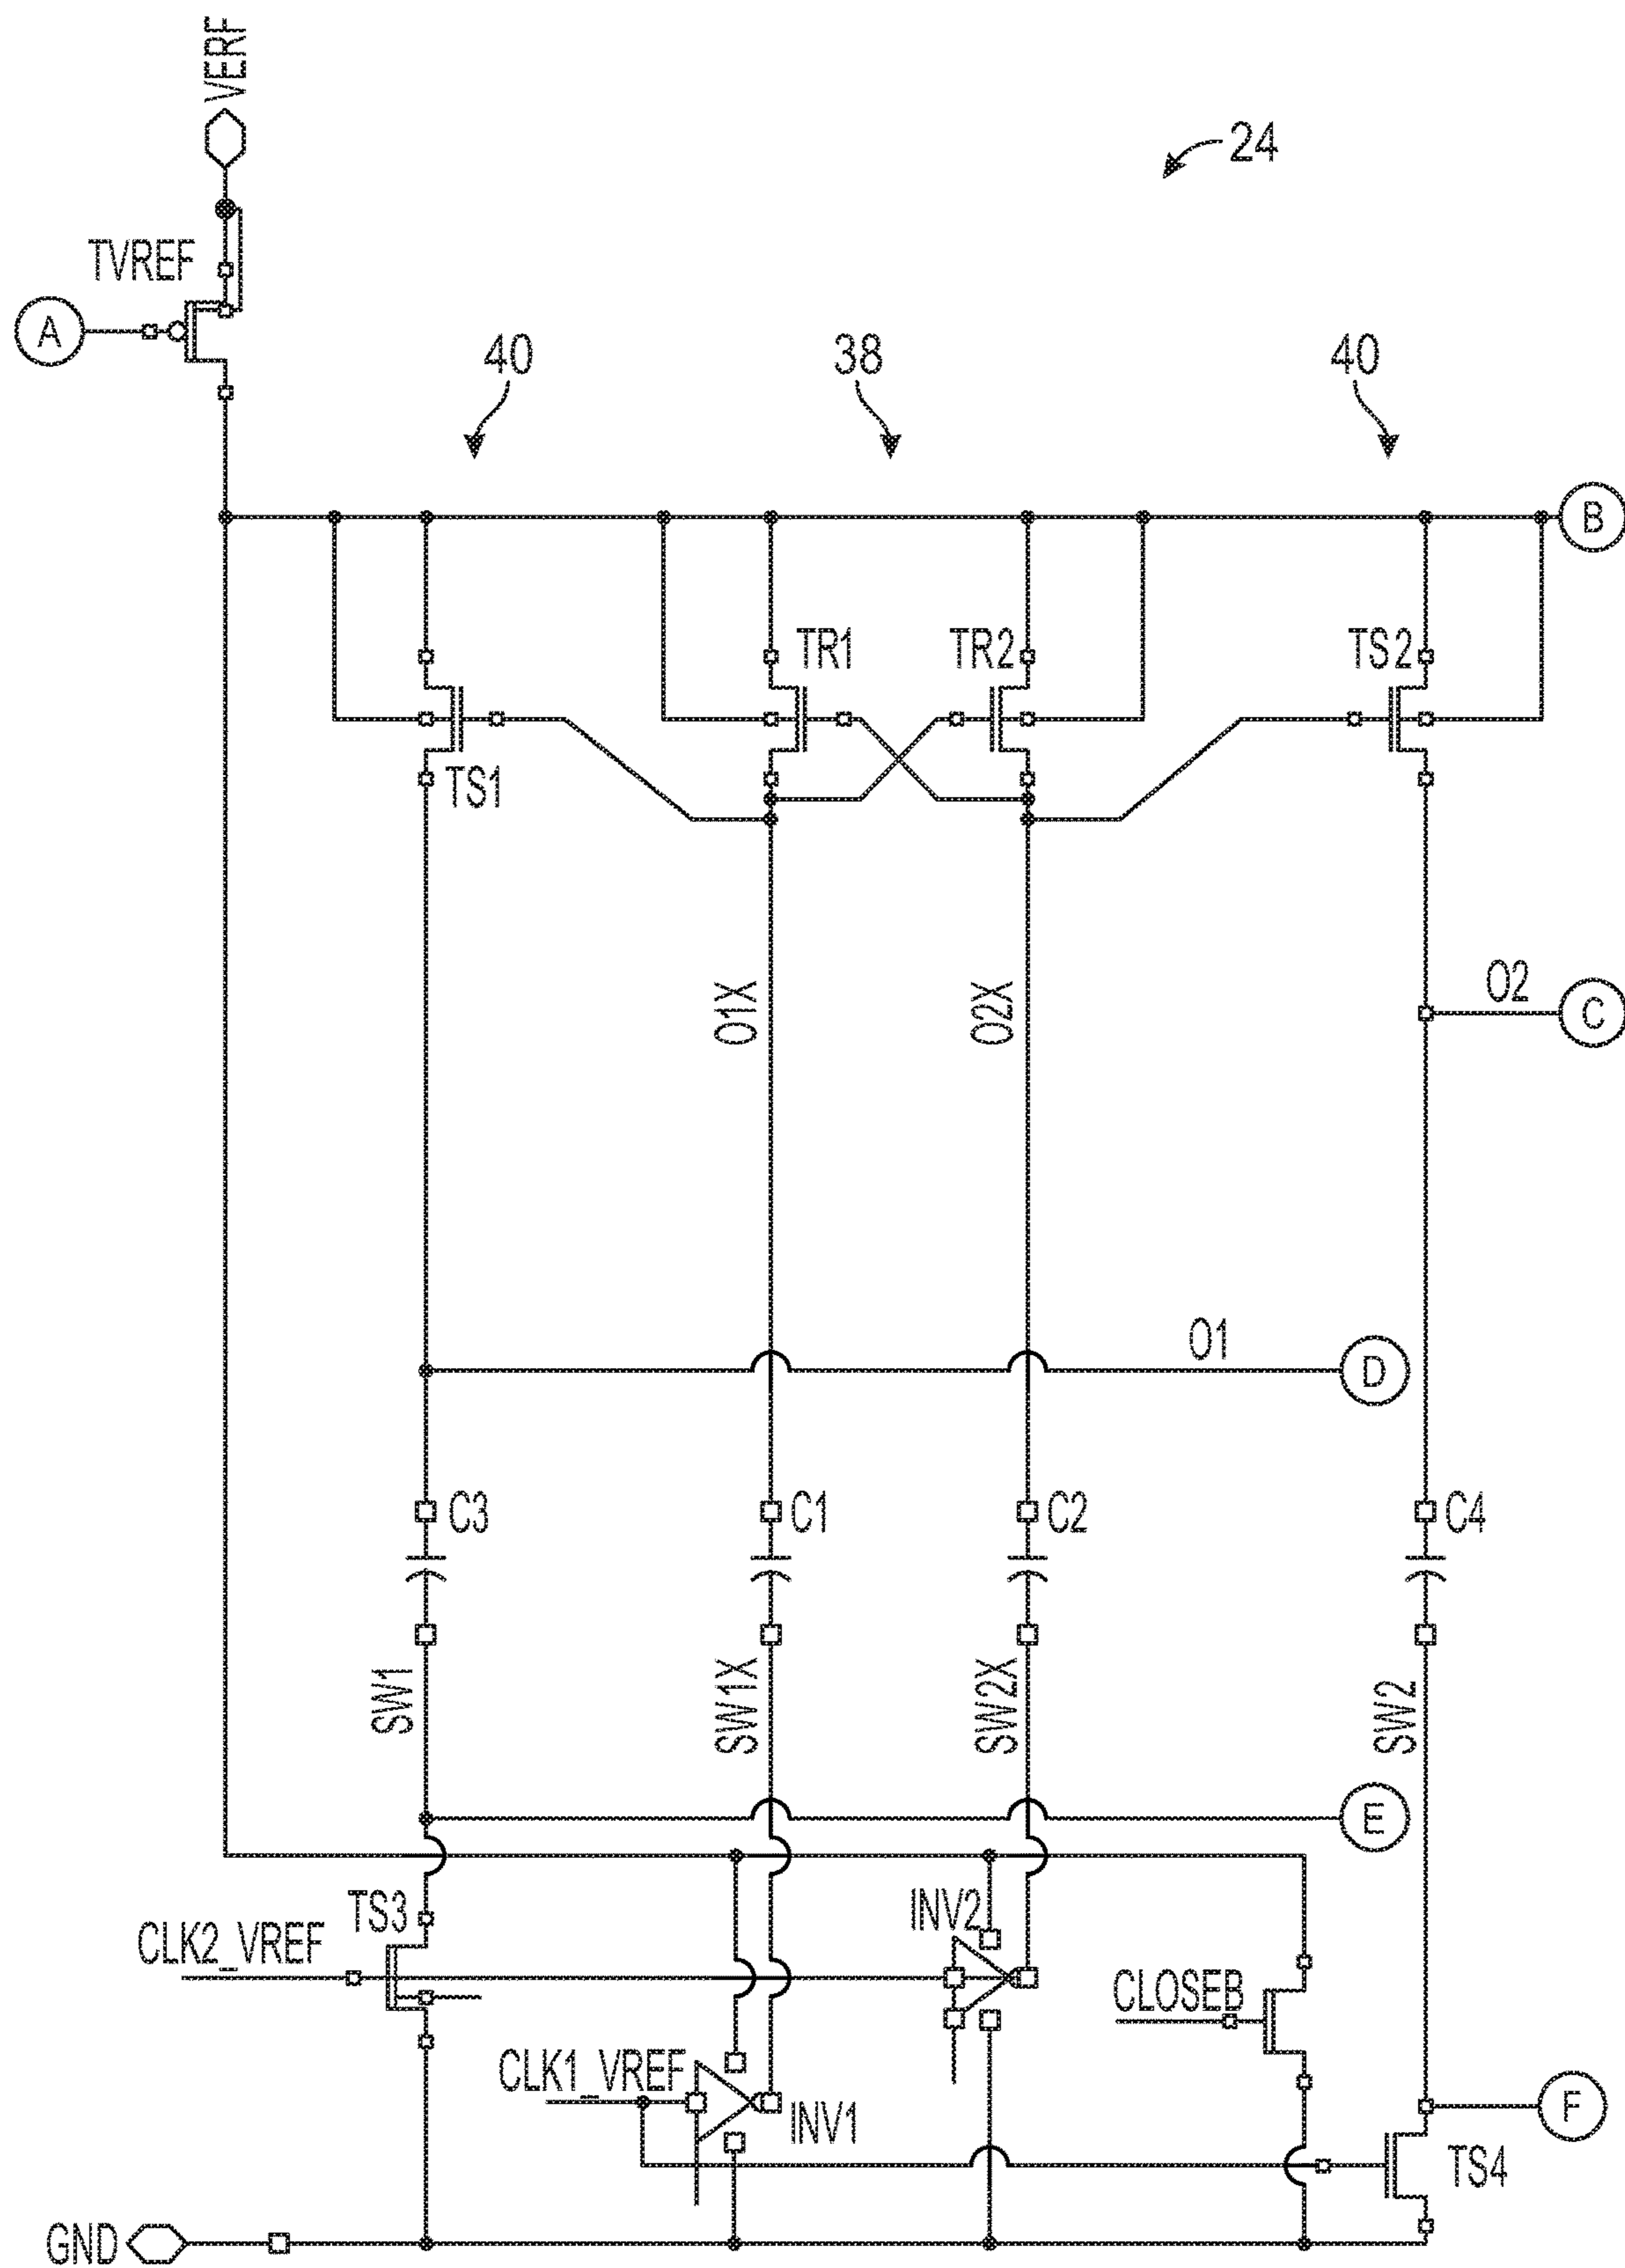 VERF
24
TVREF
A
40
38
40
B
TR1
TR2
TS2
TS1
O1X
O2X
O2
C
O1
D
C3
C1
C2
C4
SW1
SW1X
SW2X
SW2
E
TS3
INV2
CLK2_VREF
CLOSEB
CLK1_VREF
INV1
F
TS4
GND